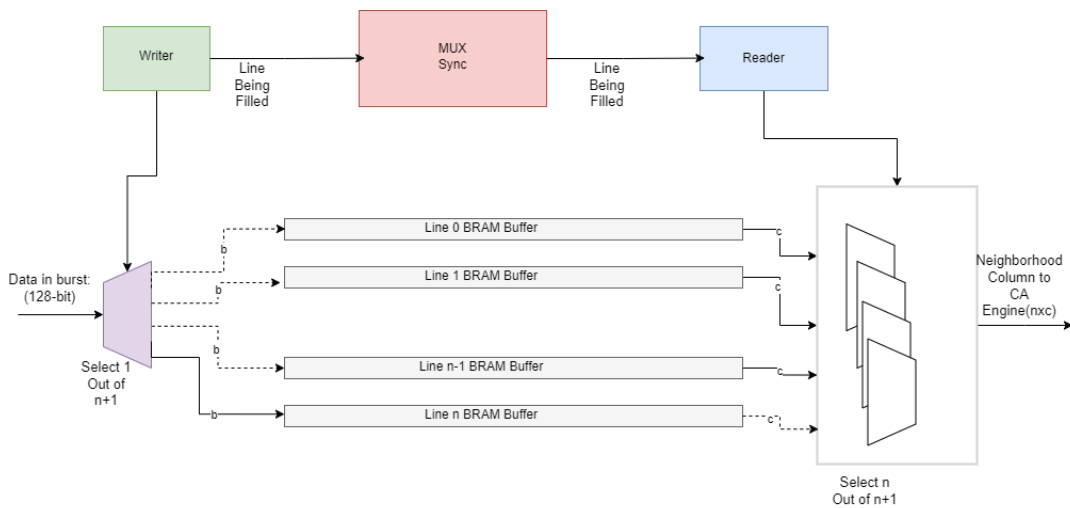 Writer
Line
Being
Filled
MUX
Sync
Line
Being
Filled
Reader
Data in burst:
(128-bit)
Select 1
Out of
n+1
b
b
b
b
Line 0 BRAM Buffer
Line 1 BRAM Buffer
Line n-1 BRAM Buffer
Line n BRAM Buffer
c
c
c
c
Neighborhood
Column to
CA
Engine(nxc)
Select n
Out of n+1